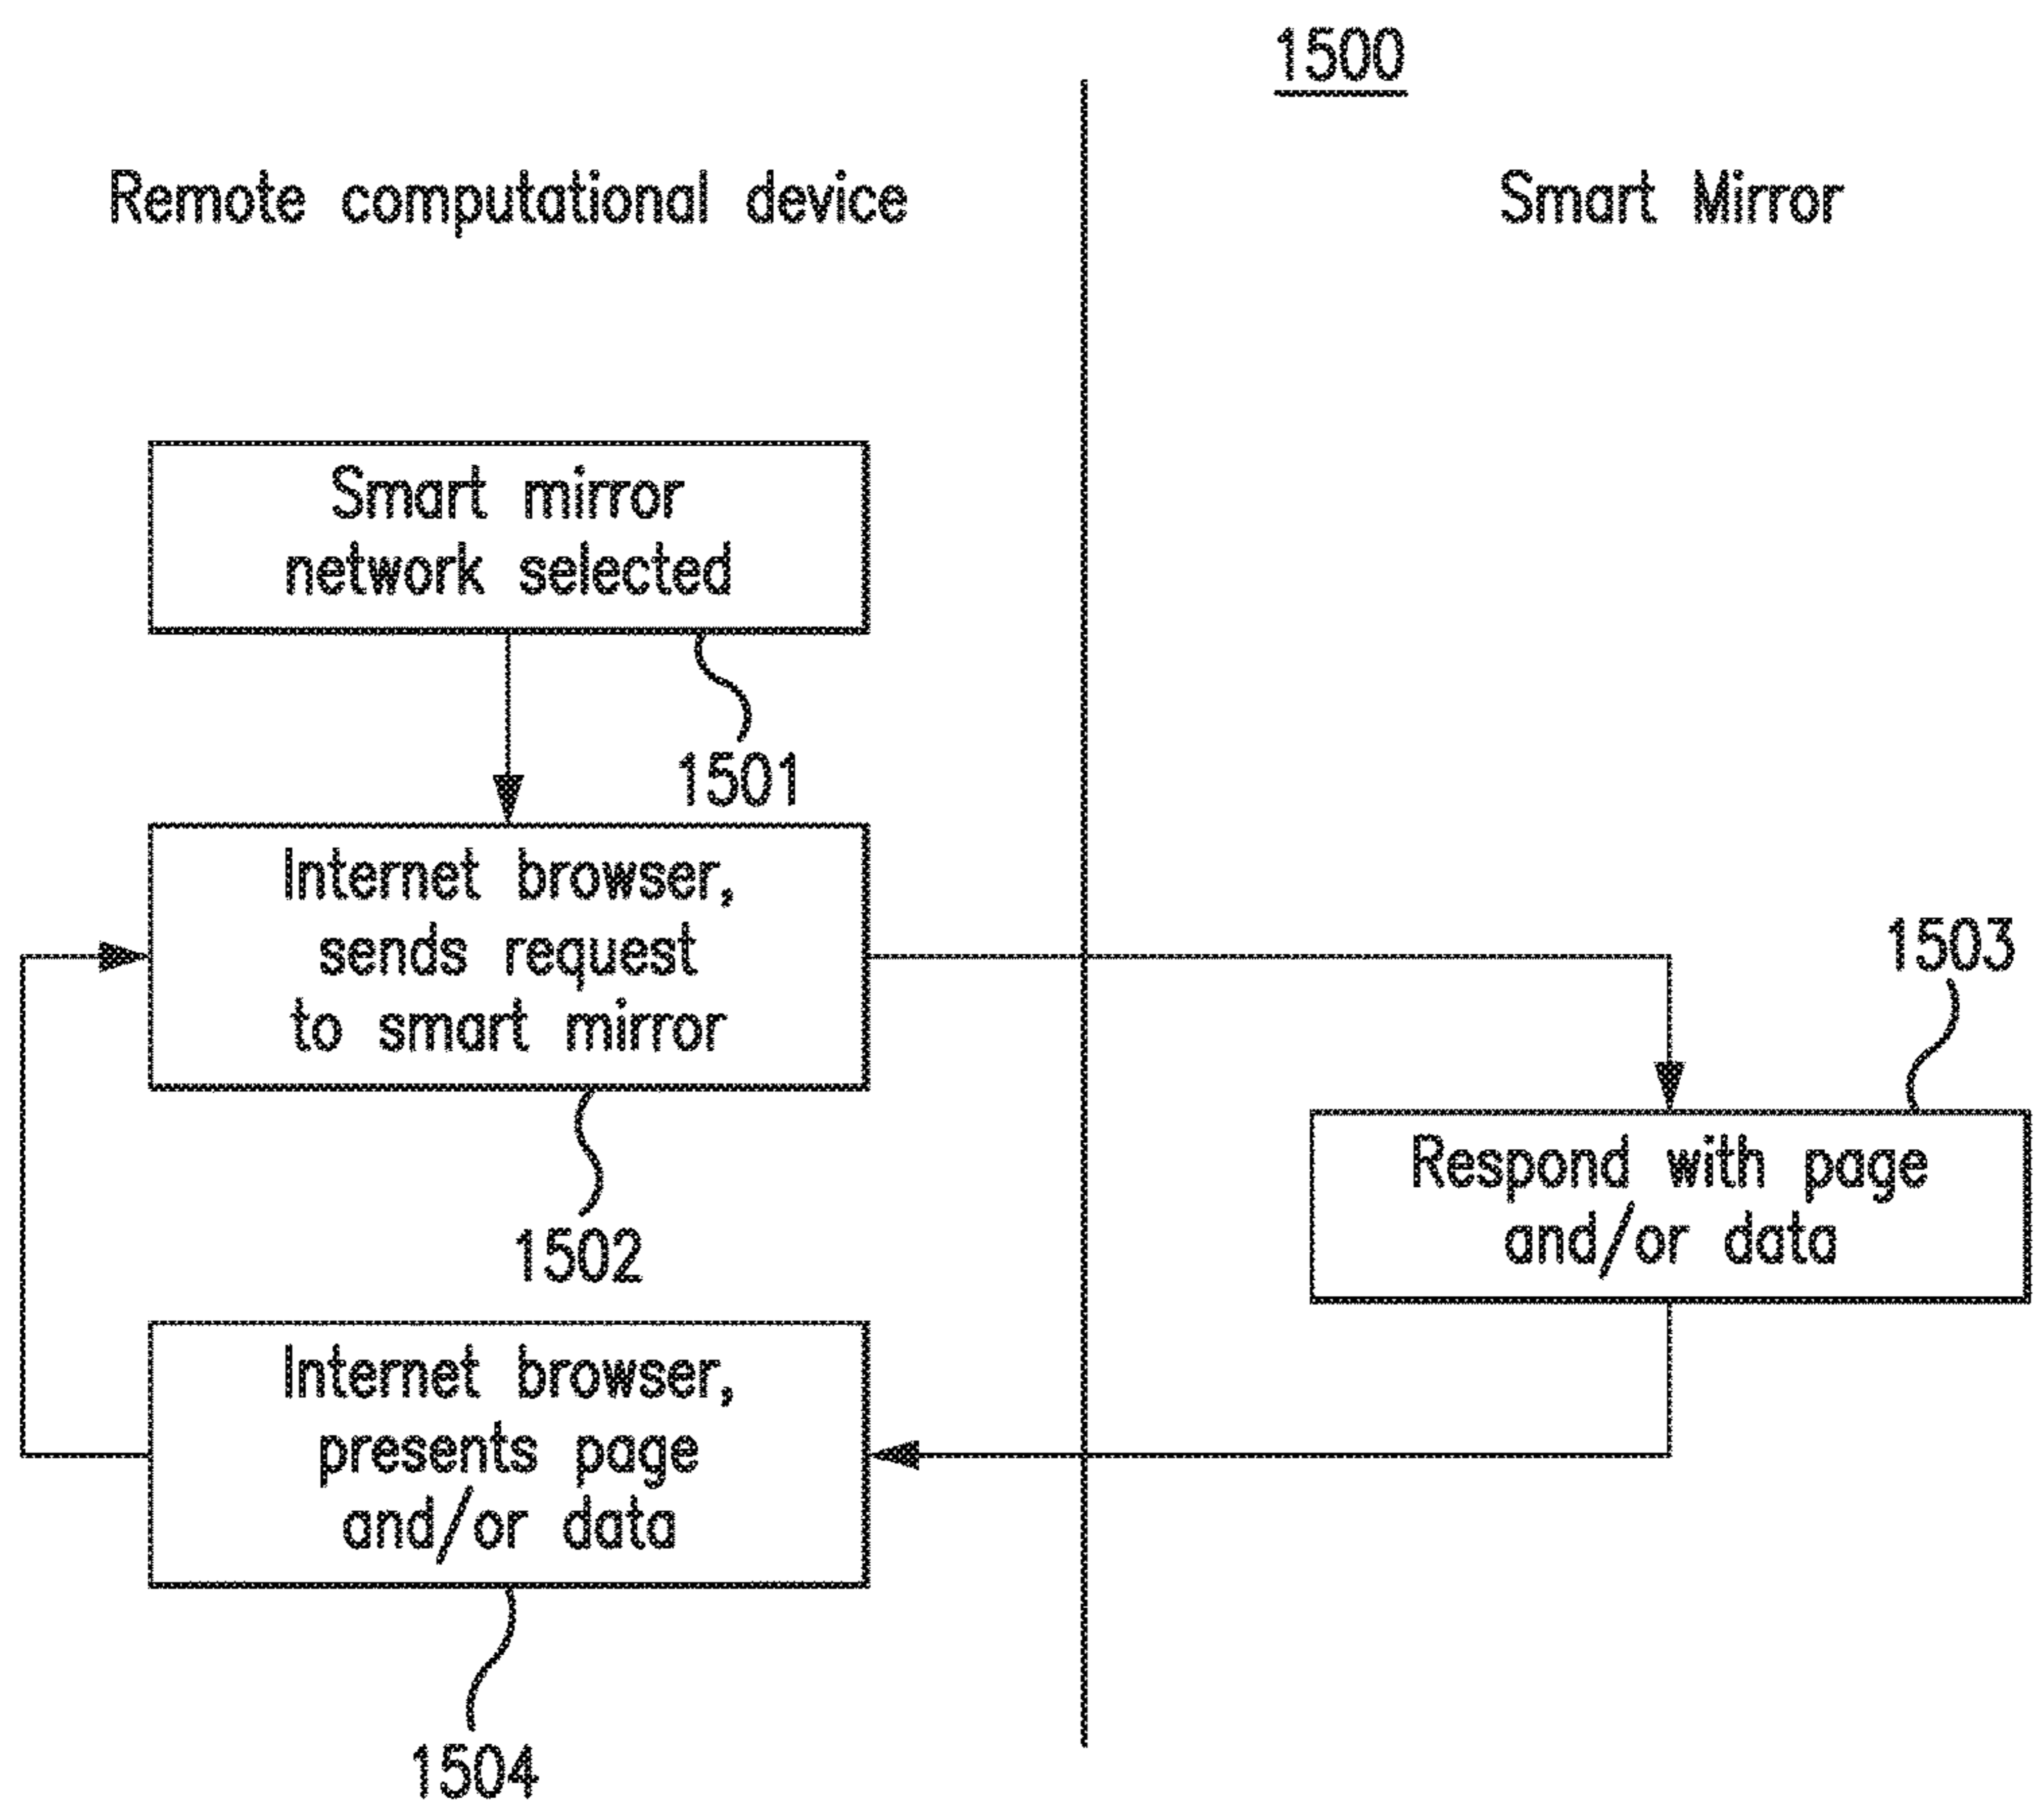 1500
Remote computational device
Smart Mirror
Smart mirror
network selected
1501
Internet browser,
sends request
to smart mirror
1502
1503
Respond with page
and/or data
Internet browser,
presents page
and/or data
1504